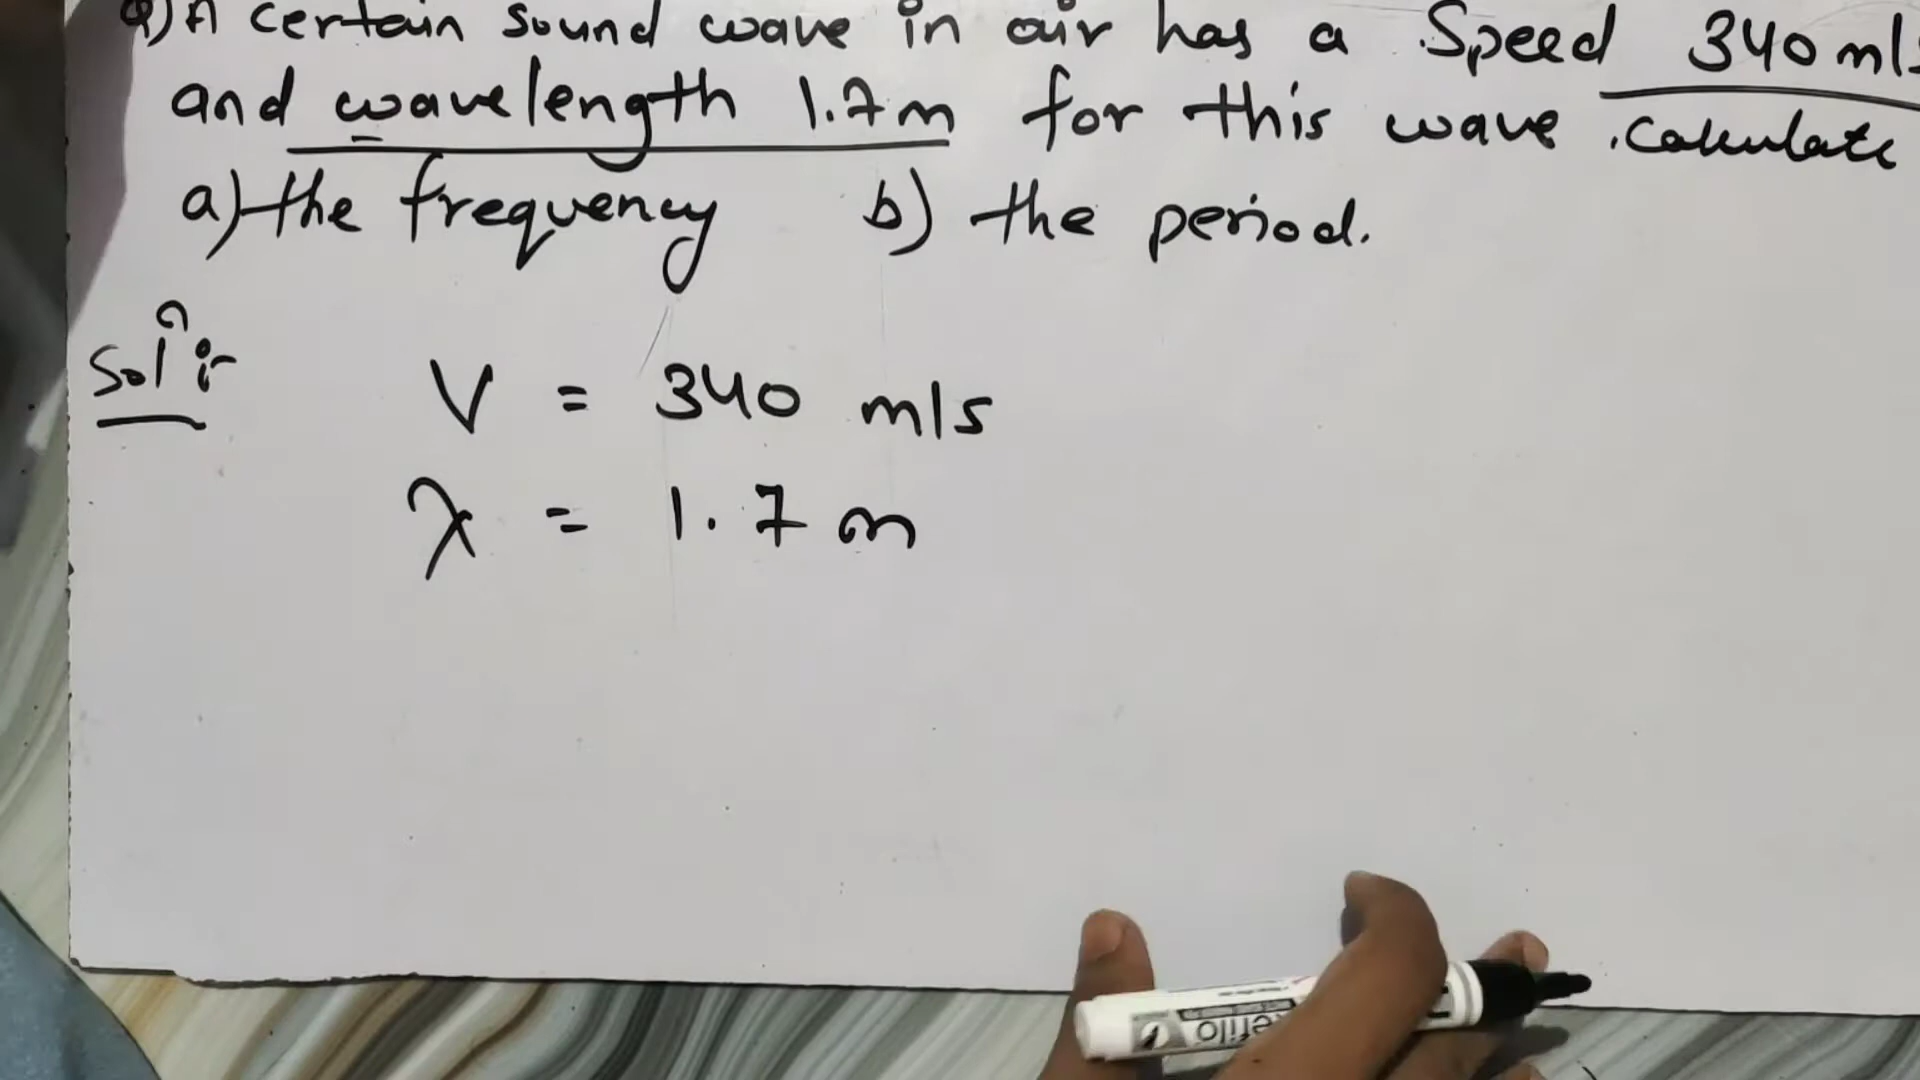 Q) A certain sound wave in air has a speed 340 m/s
and wavelength 1.7 m for this wave . calculate
a) the frequency b) the period.
Solⁿ:-
V = 340 m/s
λ = 1.7 m